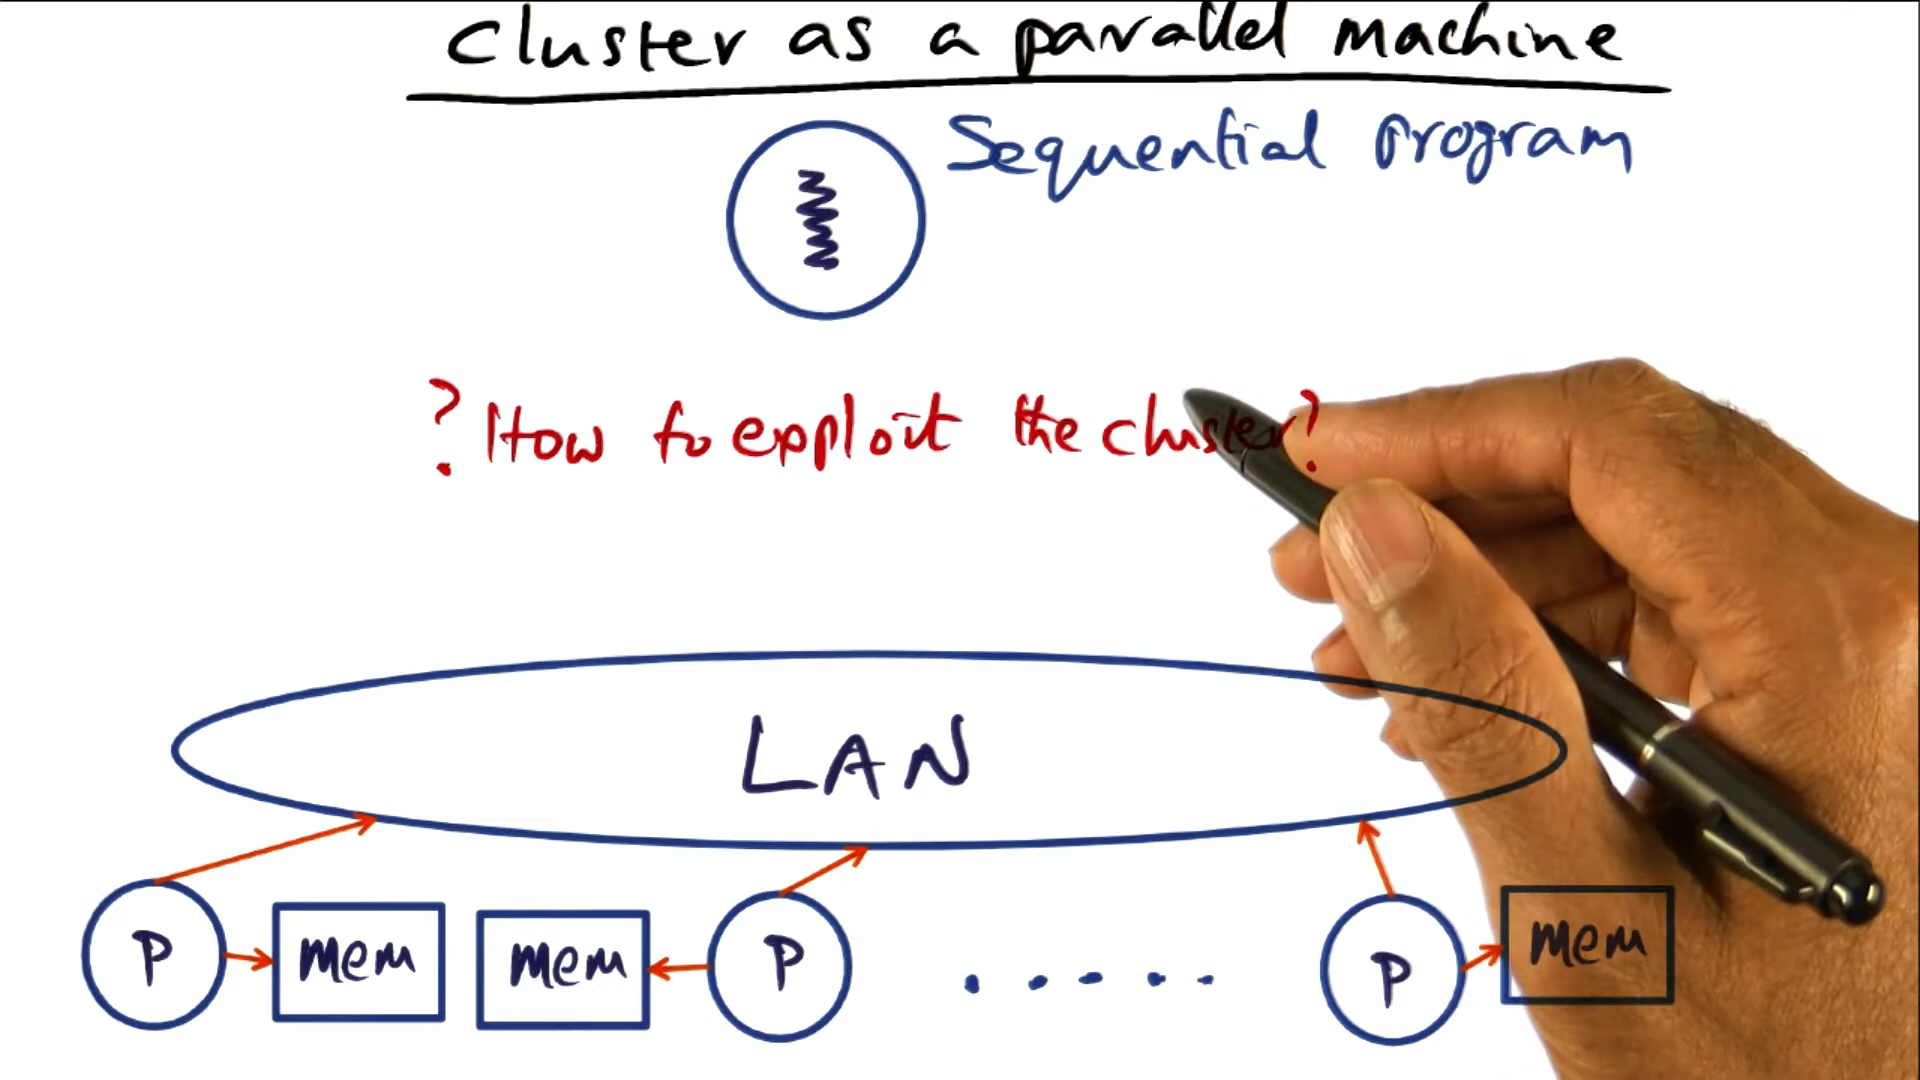 Cluster as a parallel machine
Sequential program
? How to exploit the cluster?
LAN
P mem mem P ..... P mem